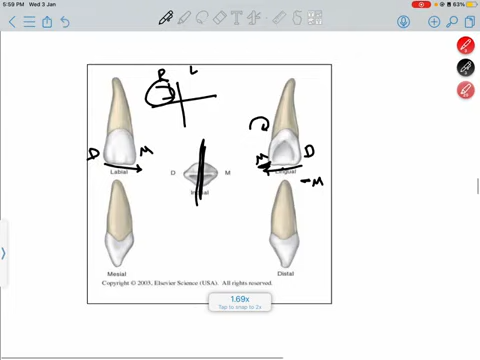 5:59 PM Wed 3 Jan
63%
R L
D M
M D
Labial
Lingual
D M
Incisal
M
Mesial
Distal
Copyright © 2003, Elsevier Science (USA). All rights reserved.
1.69x
Tap to snap to 2x